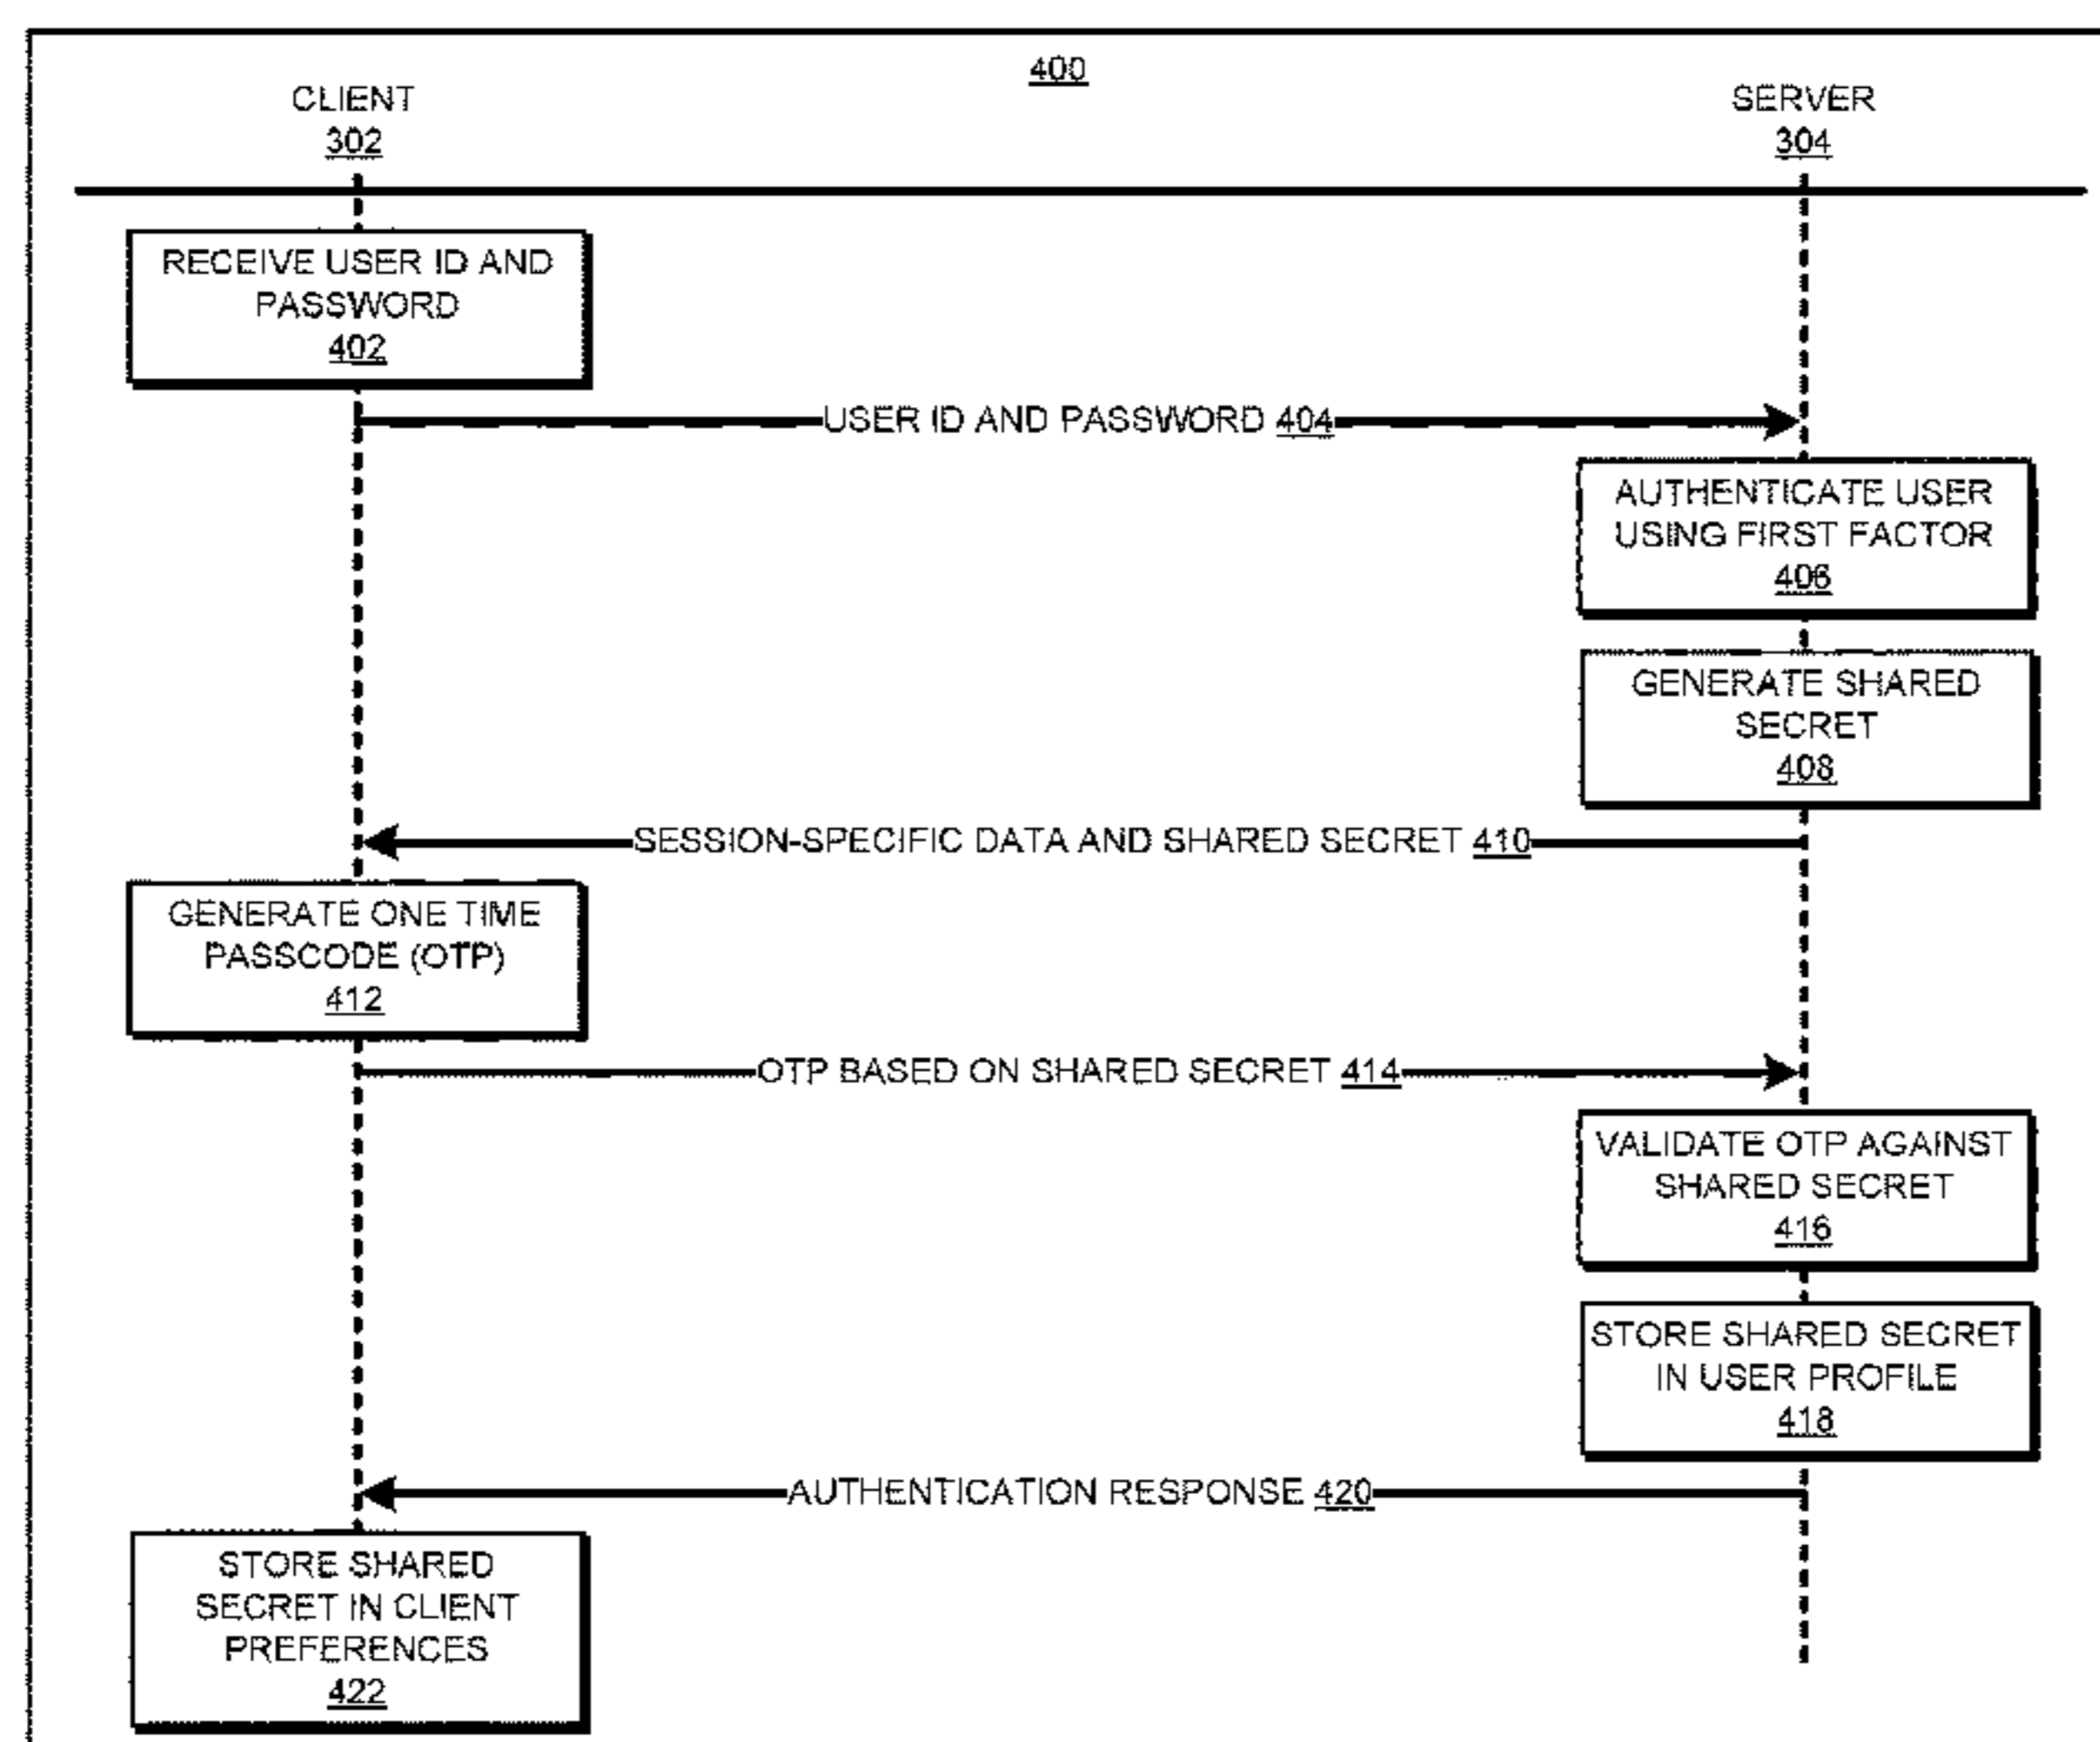 400
CLIENT
302
SERVER
304
RECEIVE USER ID AND
PASSWORD
402
USER ID AND PASSWORD 404
AUTHENTICATE USER
USING FIRST FACTOR
406
GENERATE SHARED
SECRET
408
SESSION-SPECIFIC DATA AND SHARED SECRET 410
GENERATE ONE TIME
PASSCODE (OTP)
412
OTP BASED ON SHARED SECRET 414
VALIDATE OTP AGAINST
SHARED SECRET
416
STORE SHARED SECRET
IN USER PROFILE
418
AUTHENTICATION RESPONSE 420
STORE SHARED
SECRET IN CLIENT
PREFERENCES
422